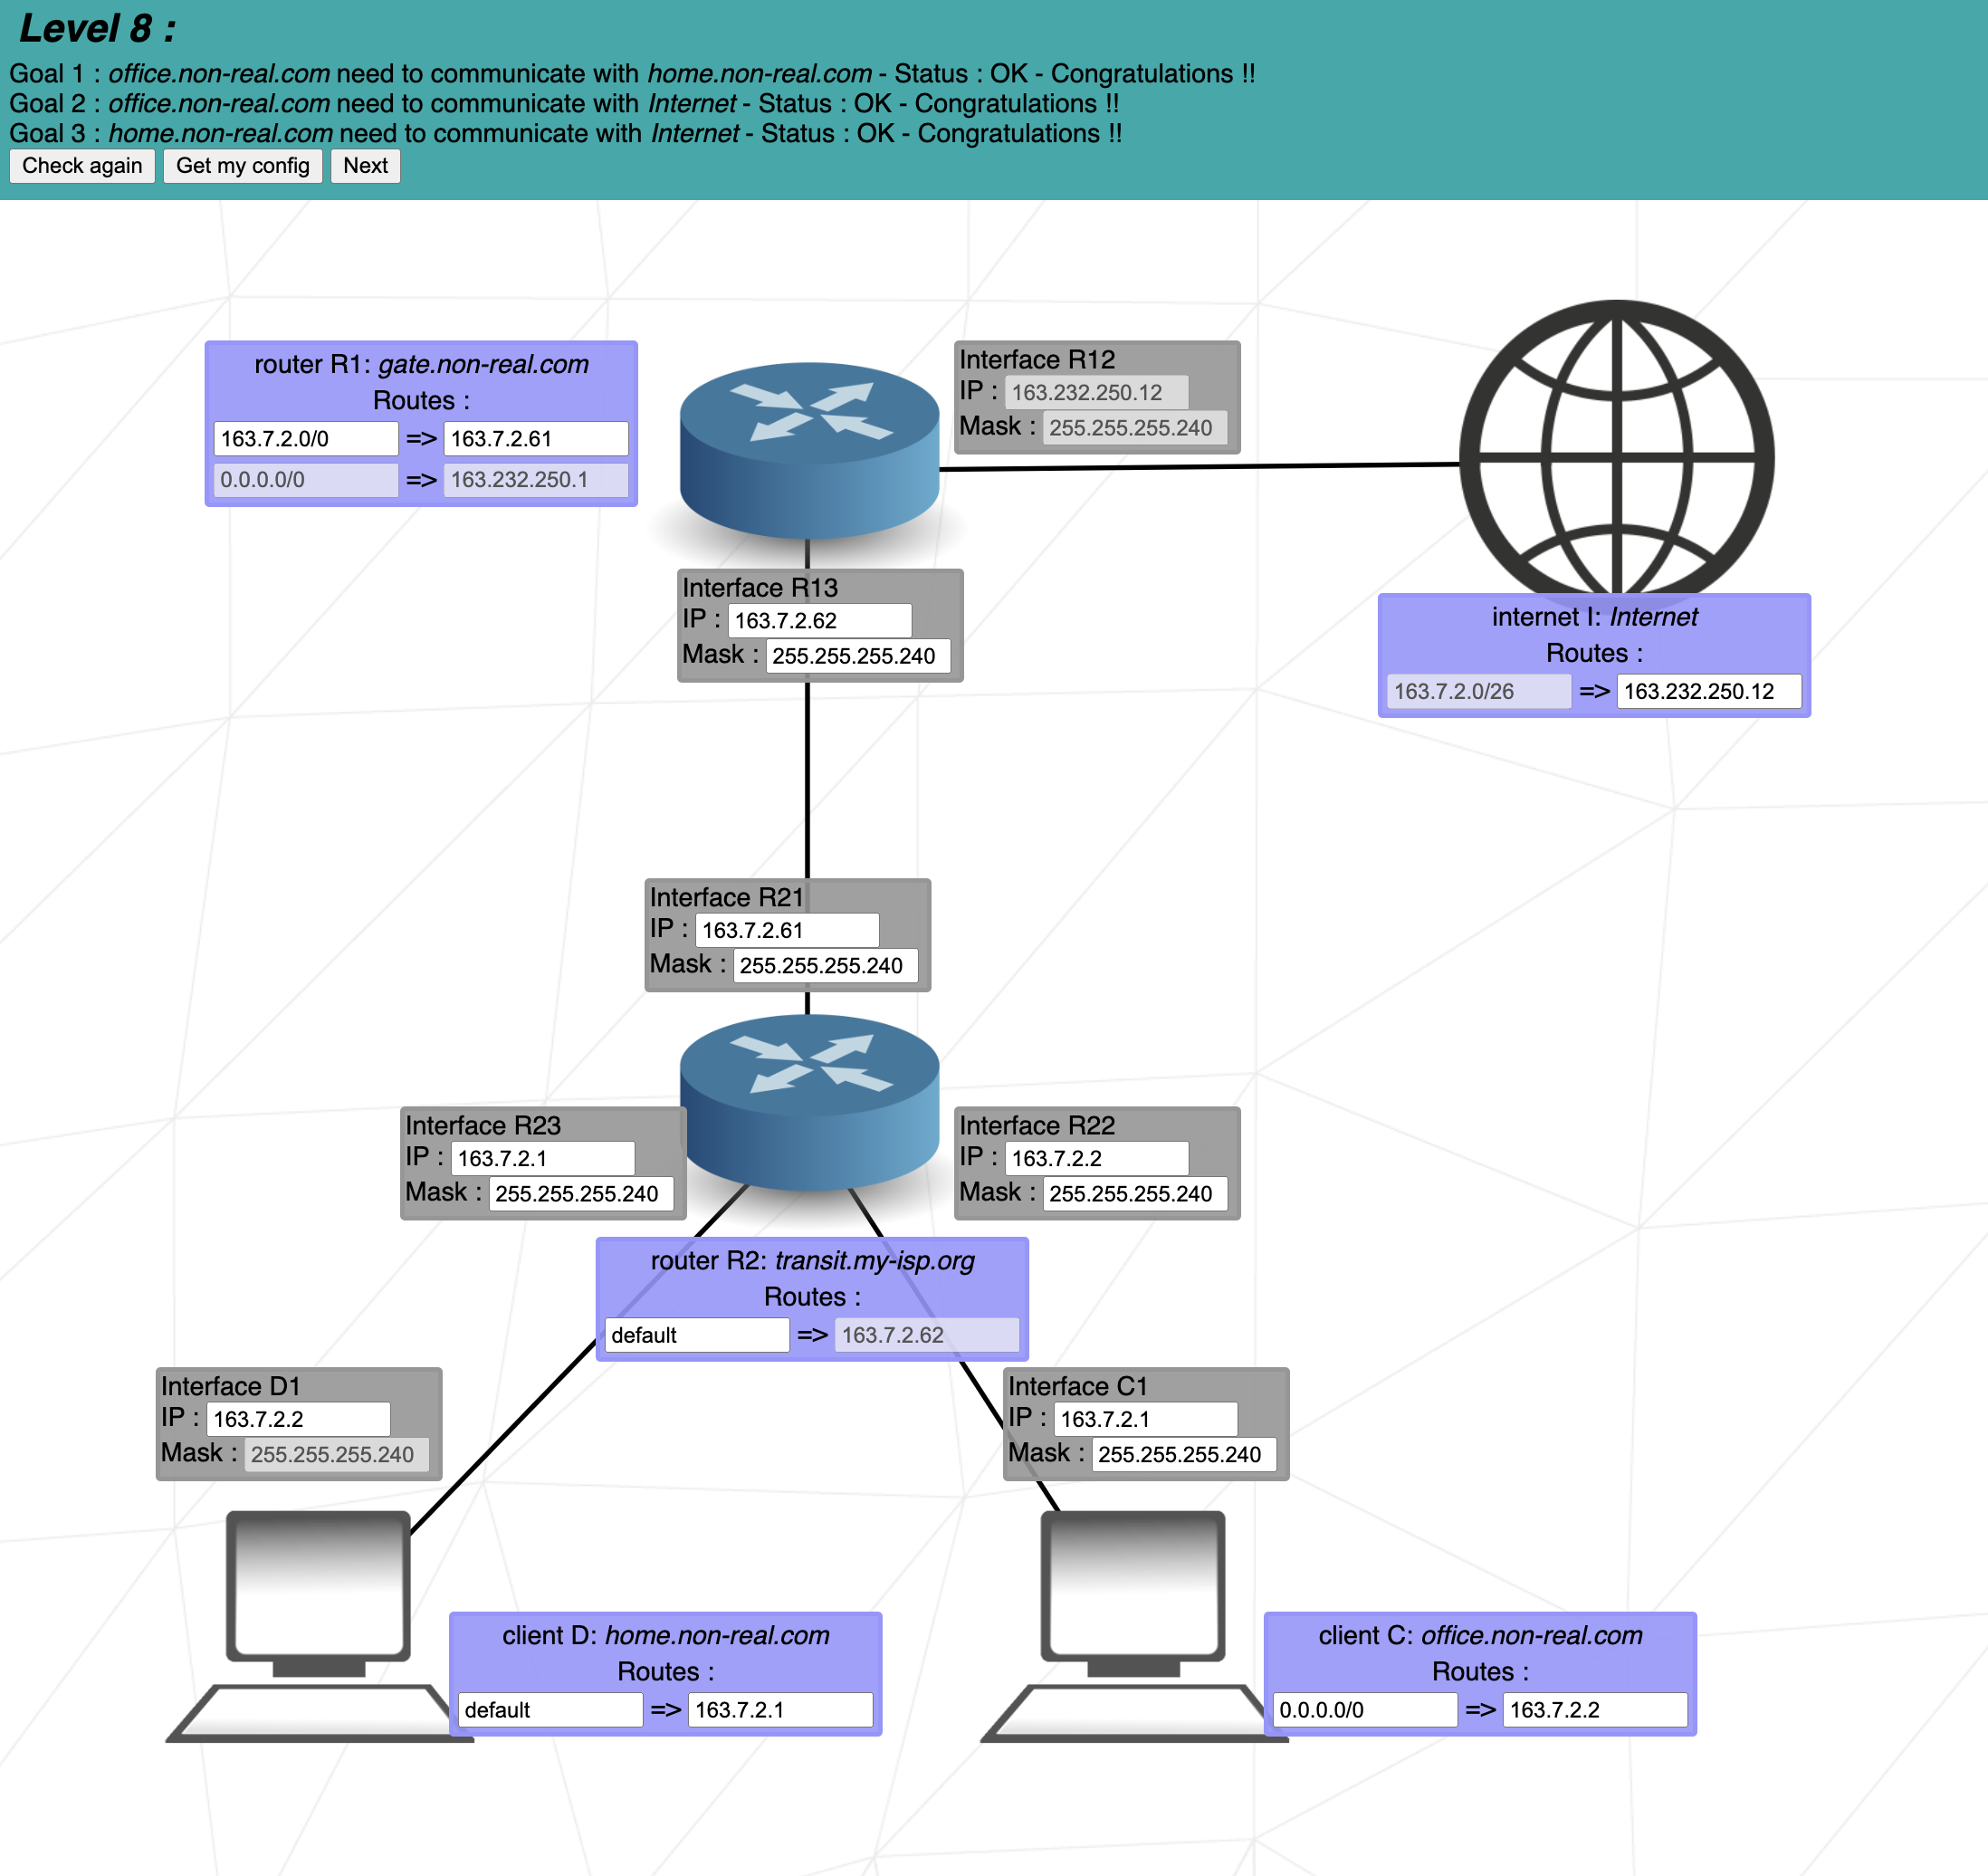 Level 8 :
Goal 1 : office.non-real.com need to communicate with home.non-real.com - Status : OK - Congratulations !!
Goal 2 : office.non-real.com need to communicate with Internet - Status : OK - Congratulations !!
Goal 3 : home.non-real.com need to communicate with Internet - Status : OK - Congratulations !!
Check again Get my config Next
router R1: gate.non-real.com
Routes :
163.7.2.0/0 => 163.7.2.61
0.0.0.0/0 => 163.232.250.1
Interface R12
IP : 163.232.250.12
Mask : 255.255.255.240
Interface R13
IP : 163.7.2.62
Mask : 255.255.255.240
internet I: Internet
Routes :
163.7.2.0/26 => 163.232.250.12
Interface R21
IP : 163.7.2.61
Mask : 255.255.255.240
Interface R23
IP : 163.7.2.1
Mask : 255.255.255.240
Interface R22
IP : 163.7.2.2
Mask : 255.255.255.240
router R2: transit.my-isp.org
Routes :
default => 163.7.2.62
Interface D1
IP : 163.7.2.2
Mask : 255.255.255.240
Interface C1
IP : 163.7.2.1
Mask : 255.255.255.240
client D: home.non-real.com
Routes :
default => 163.7.2.1
client C: office.non-real.com
Routes :
0.0.0.0/0 => 163.7.2.2